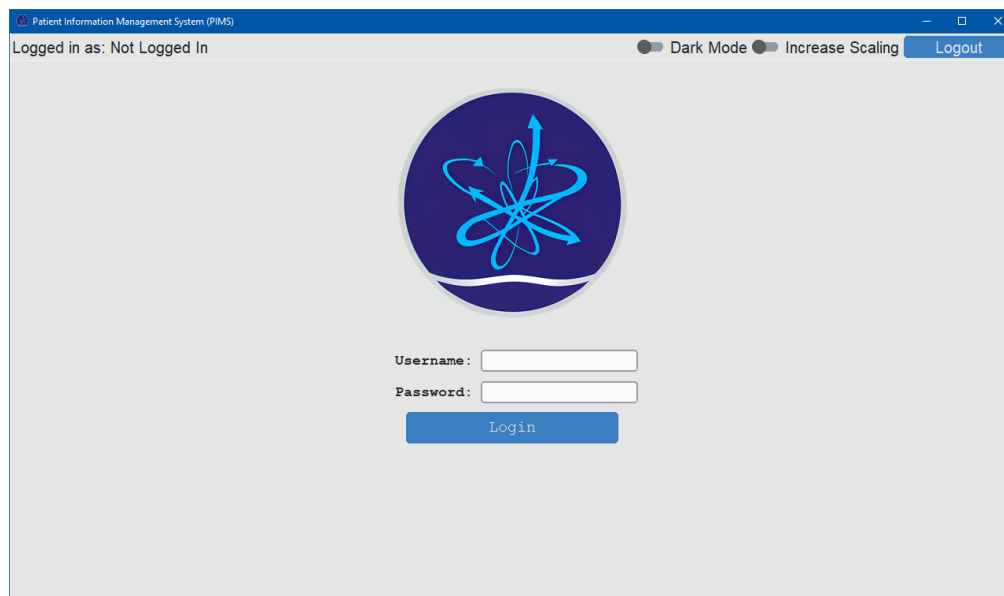 Patient Information Management System (PIMS)
Logged in as: Not Logged In Dark Mode Increase Scaling Logout
Username:
Password:
Login